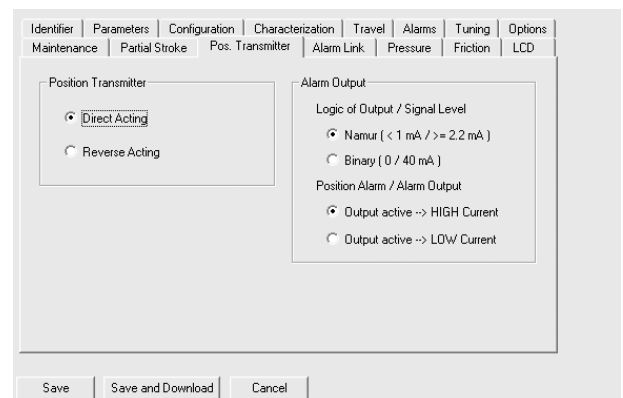 Identifier Parameters Configuration Characterization Travel Alarms Tuning Options
Maintenance Partial Stroke Pos. Transmitter Alarm Link Pressure Friction LCD
Position Transmitter
Direct Acting
Reverse Acting
Alarm Output
Logic of Output / Signal Level
Namur ( < 1 mA / >= 2.2 mA )
Binary ( 0 / 40 mA )
Position Alarm / Alarm Output
Output active --> HIGH Current
Output active --> LOW Current
Save Save and Download Cancel